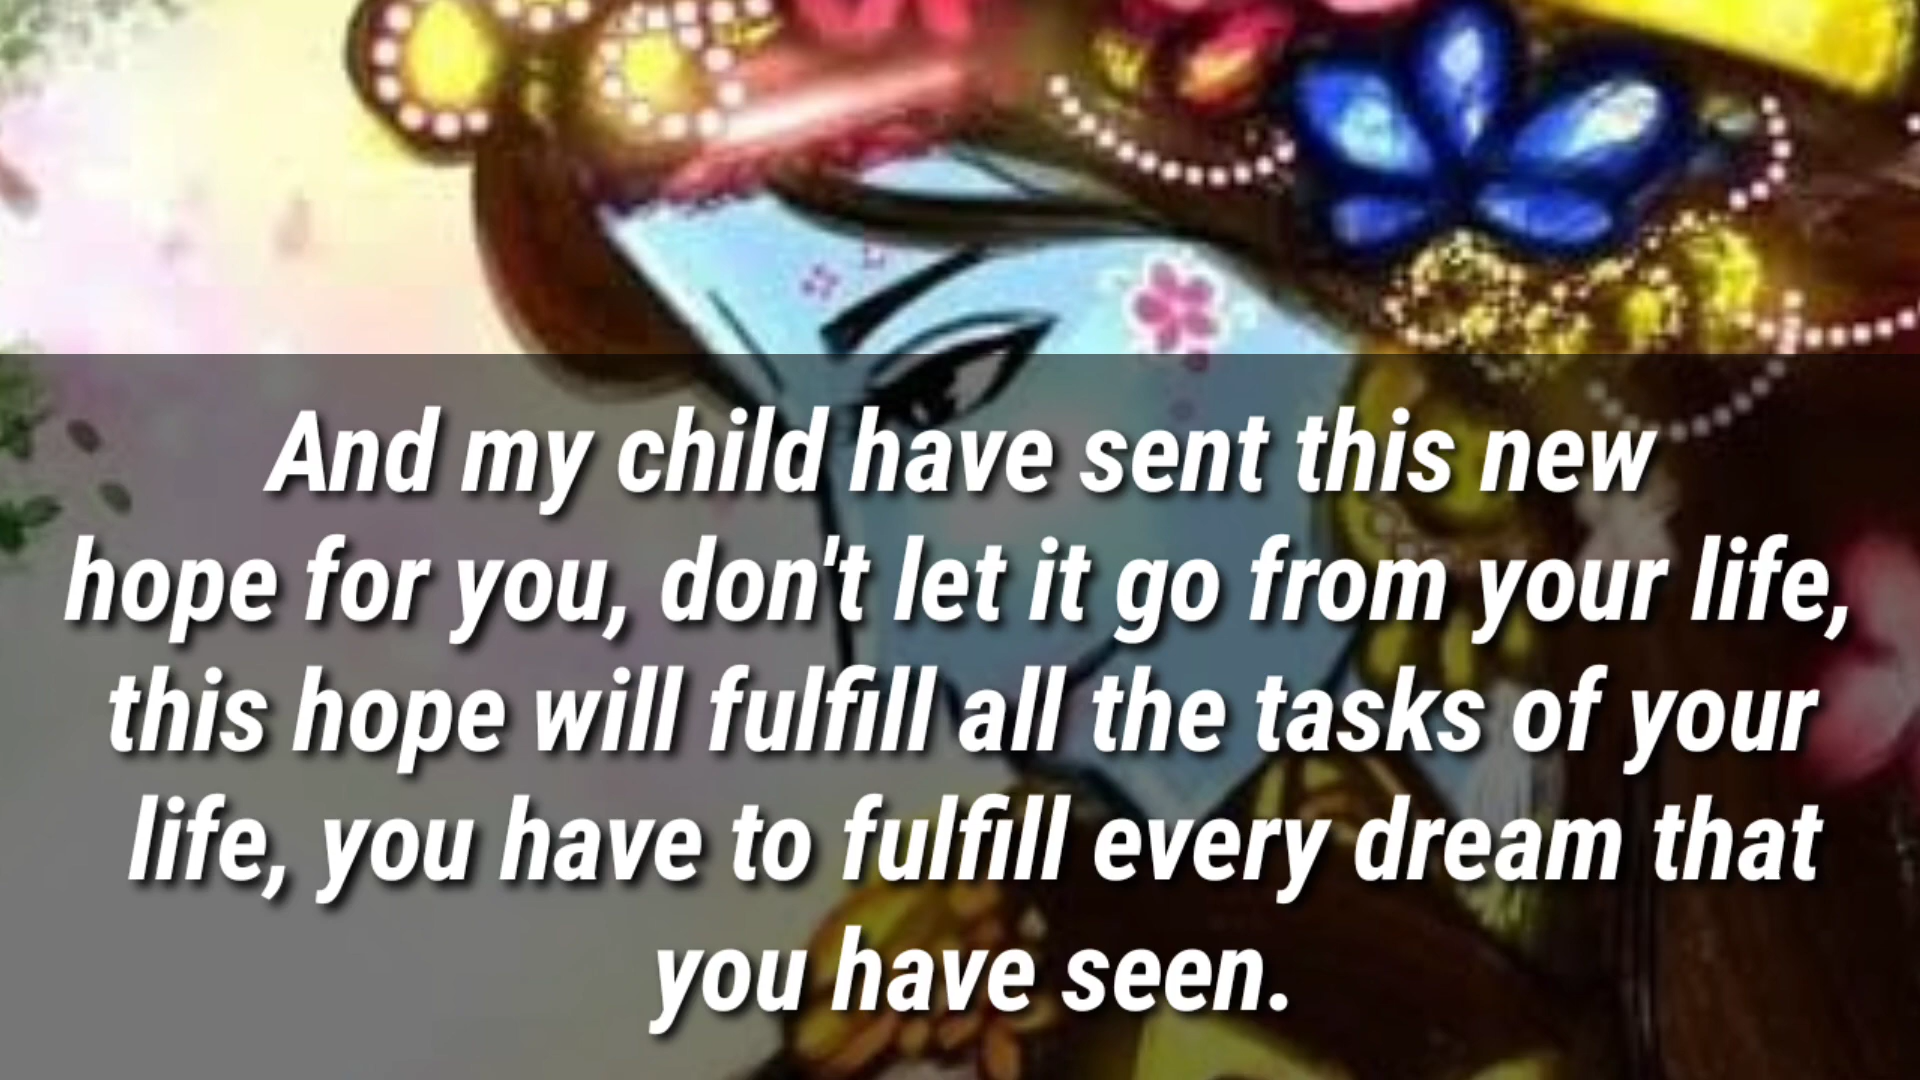 And my child have sent this new
hope for you, don't let it go from your life,
this hope will fulfill all the tasks of your
life, you have to fulfill every dream that
you have seen.